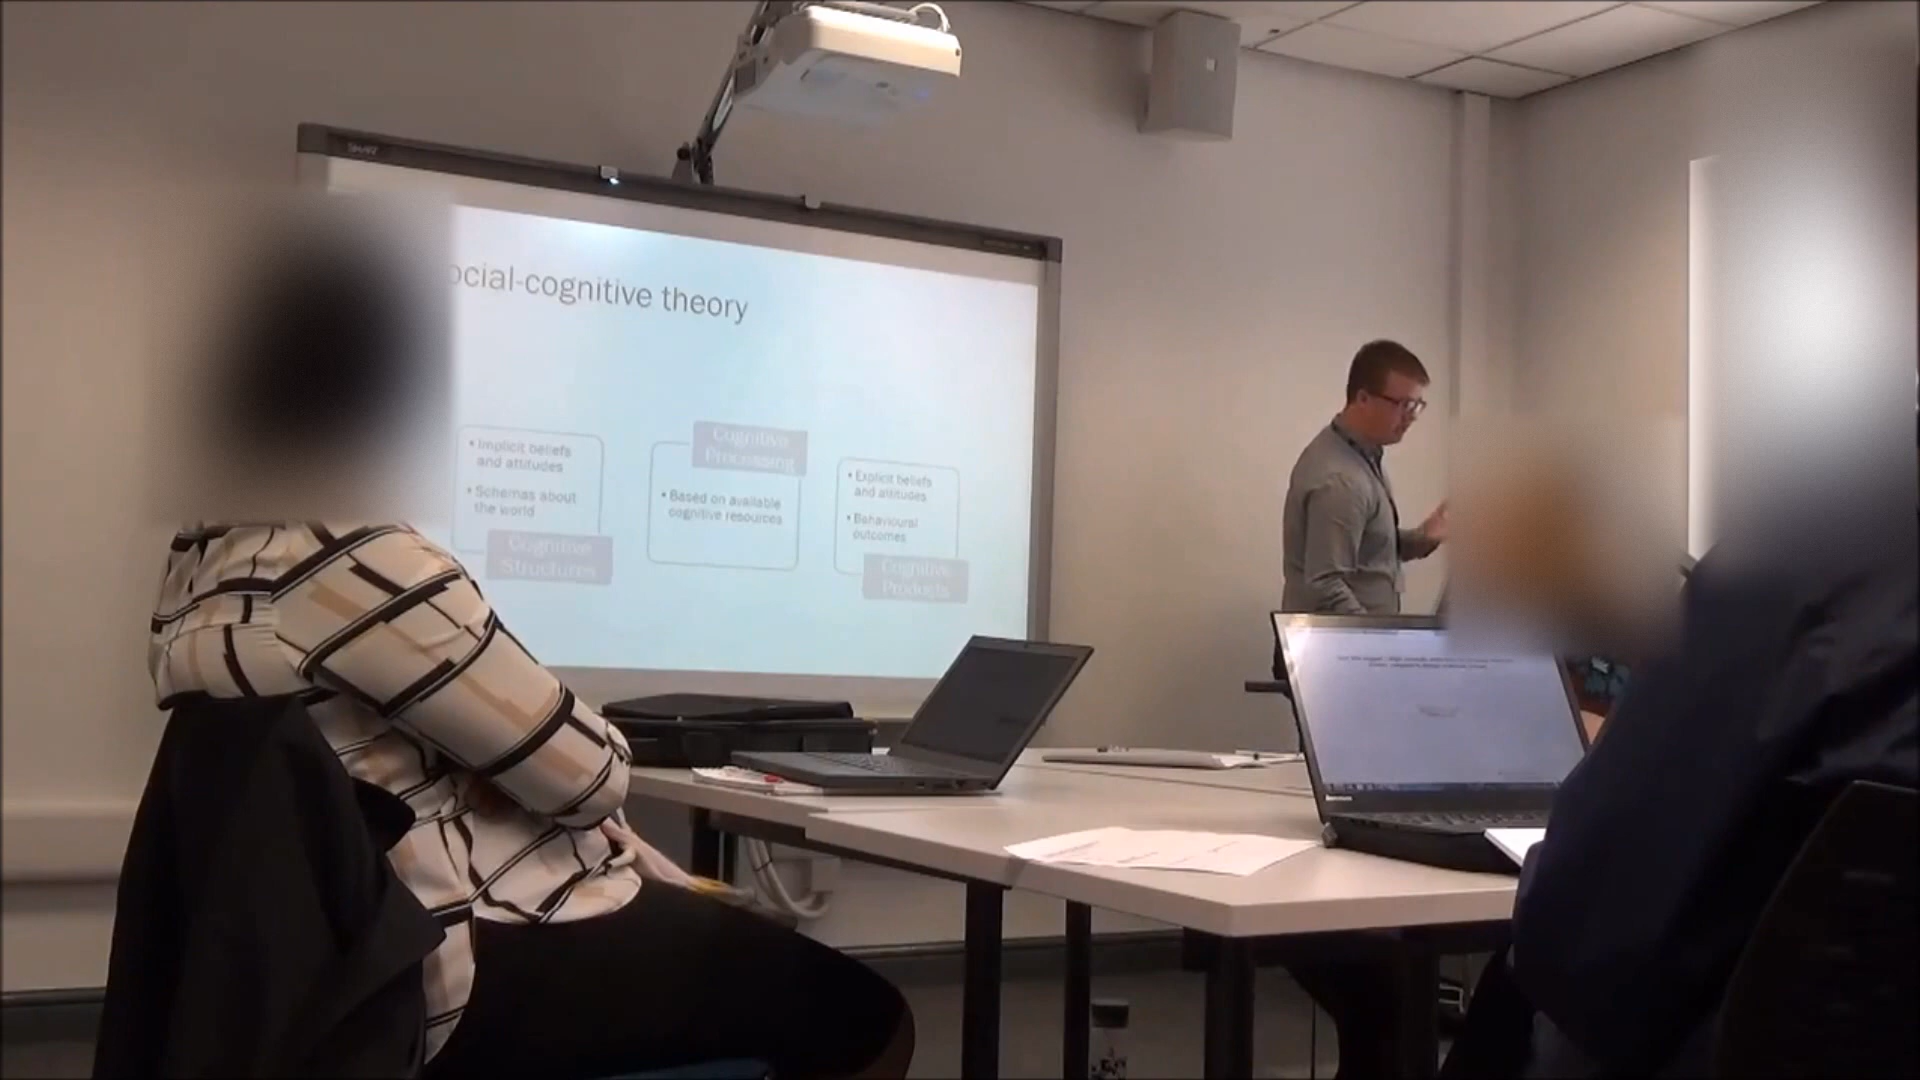 SMART
ocial-cognitive theory
• Implicit beliefs
and attitudes
• Schemas about
the world
Cognitive
Structures
Cognitive
Processing
• Based on available
cognitive resources
• Explicit beliefs
and attitudes
• Behavioural
outcomes
Cognitive
Products